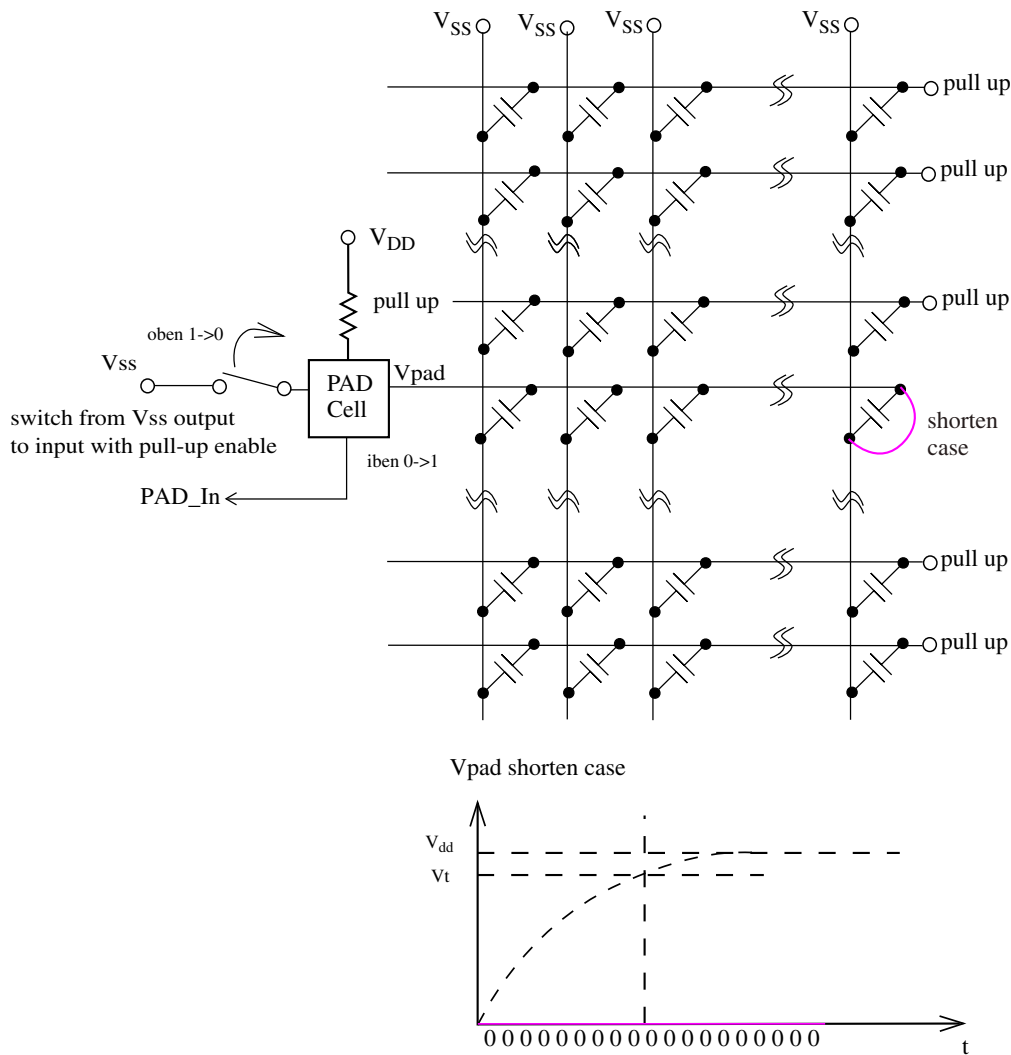 VSS VSS VSS VSS
pull up
pull up
VDD
pull up
pull up
oben 1->0
Vss
PAD
Cell
Vpad
switch from Vss output
to input with pull-up enable
shorten
case
iben 0->1
PAD_In
pull up
pull up
Vpad shorten case
Vdd
Vt
0 0 0 0 0 0 0 0 0 0 0 0 0 0 0 0 0 0 0
t